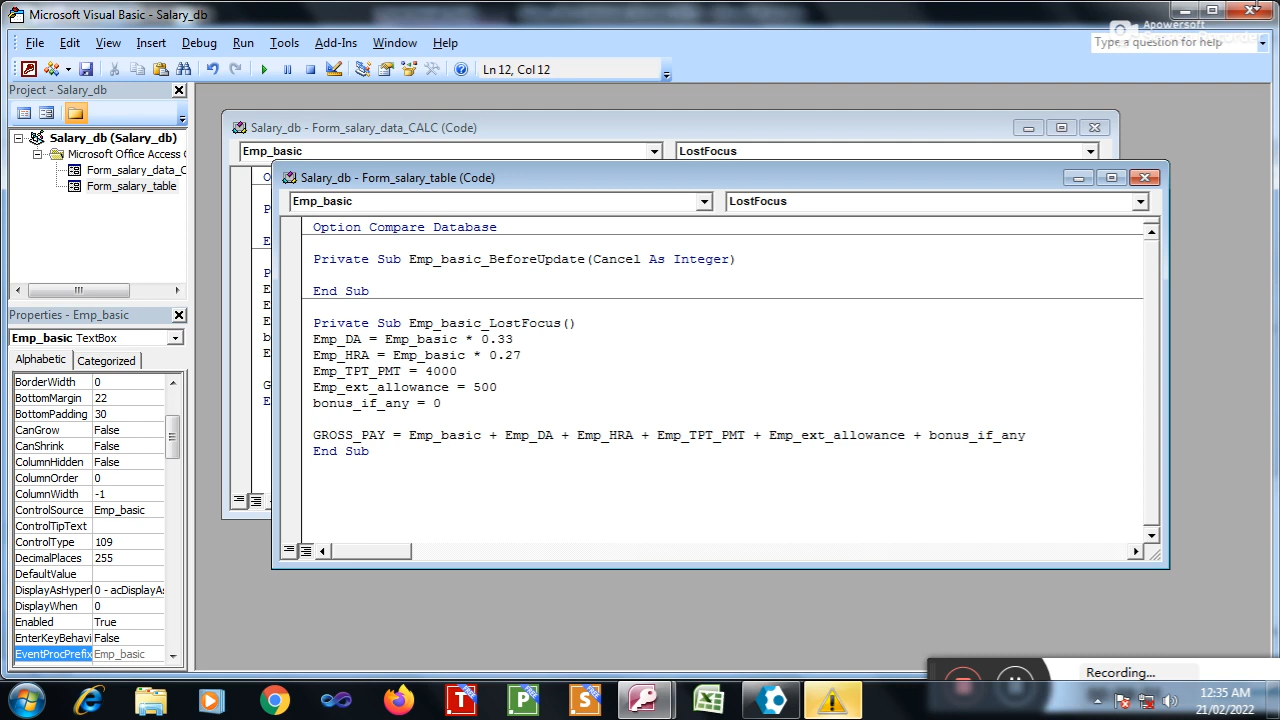 Microsoft Visual Basic - Salary_db
Apowersoft
File Edit View Insert Debug Run Tools Add-Ins Window Help
Type a question for help
Ln 12, Col 12
Project - Salary_db
Salary_db (Salary_db)
Microsoft Office Access C
Form_salary_data_C
Form_salary_table
Properties - Emp_basic
Emp_basic TextBox
Alphabetic Categorized
BorderWidth 0
BottomMargin 22
BottomPadding 30
CanGrow False
CanShrink False
ColumnHidden False
ColumnOrder 0
ColumnWidth -1
ControlSource Emp_basic
ControlTipText
ControlType 109
DecimalPlaces 255
DefaultValue
DisplayAsHyperl 0 - acDisplayAs
DisplayWhen 0
Enabled True
EnterKeyBehavi False
EventProcPrefix Emp_basic
Salary_db - Form_salary_data_CALC (Code)
Emp_basic LostFocus
Salary_db - Form_salary_table (Code)
Emp_basic LostFocus
Option Compare Database
Private Sub Emp_basic_BeforeUpdate(Cancel As Integer)
End Sub
Private Sub Emp_basic_LostFocus()
Emp_DA = Emp_basic * 0.33
Emp_HRA = Emp_basic * 0.27
Emp_TPT_PMT = 4000
Emp_ext_allowance = 500
bonus_if_any = 0
GROSS_PAY = Emp_basic + Emp_DA + Emp_HRA + Emp_TPT_PMT + Emp_ext_allowance + bonus_if_any
End Sub
Recording...
12:35 AM
21/02/2022